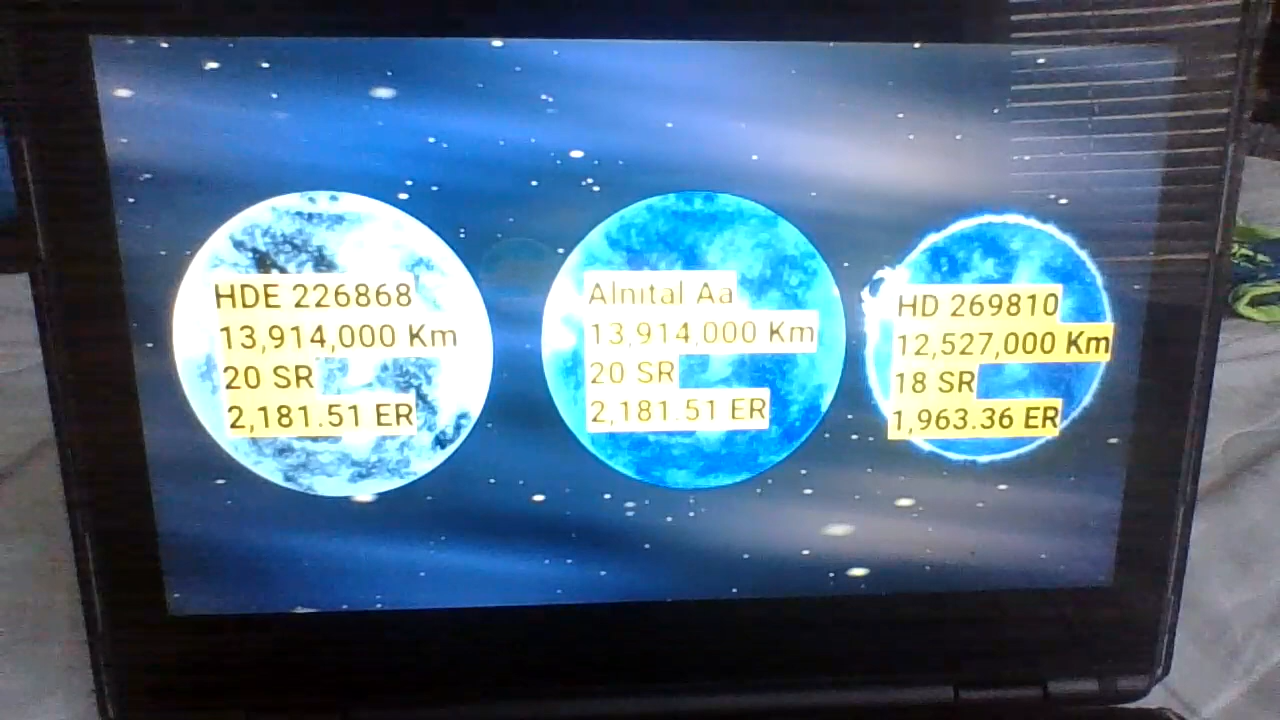 HDE 226868
13,914,000 Km
20 SR
2,181.51 ER
Alnital Aa
13,914,000 Km
20 SR
2,181.51 ER
HD 269810
12,527,000 Km
18 SR
1,963.36 ER